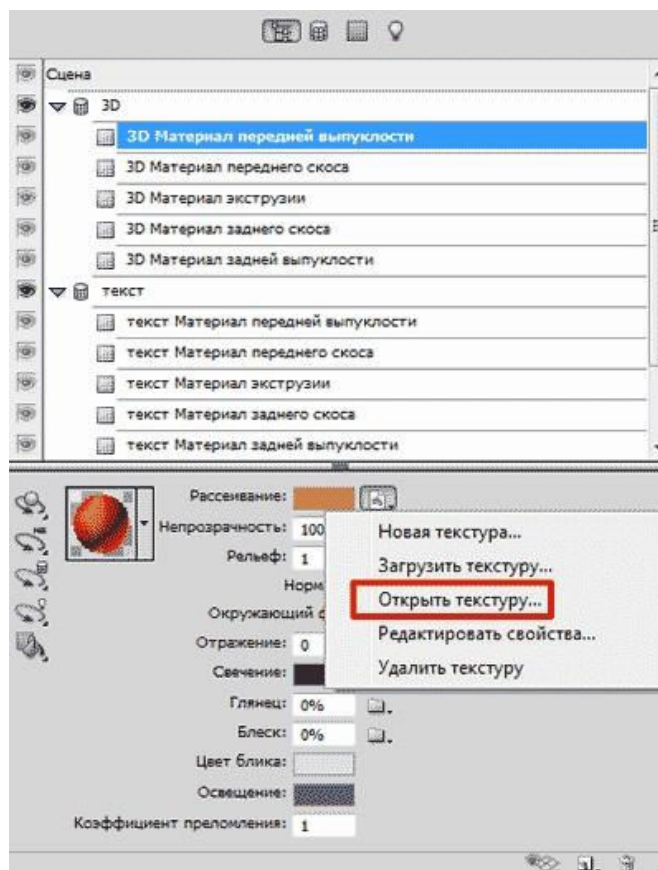 Сцена
3D
3D Материал передней выпуклости
3D Материал переднего скоса
3D Материал экструзии
3D Материал заднего скоса
3D Материал задней выпуклости
текст
текст Материал передней выпуклости
текст Материал переднего скоса
текст Материал экструзии
текст Материал заднего скоса
текст Материал задней выпуклости
Рассеивание:
Непрозрачность: 100
Рельеф: 1
Норм
Окружающий
Отражение: 0
Свечение:
Глянец: 0%
Блеск: 0%
Цвет блика:
Освещение:
Коэффициент преломления: 1
Новая текстура...
Загрузить текстуру...
Открыть текстуру...
Редактировать свойства...
Удалить текстуру